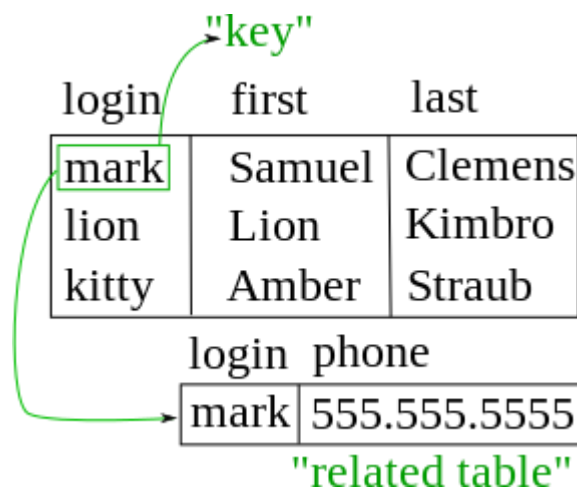 "key"
login first last
mark Samuel Clemens
lion Lion Kimbro
kitty Amber Straub
login phone
mark 555.555.5555
"related table"